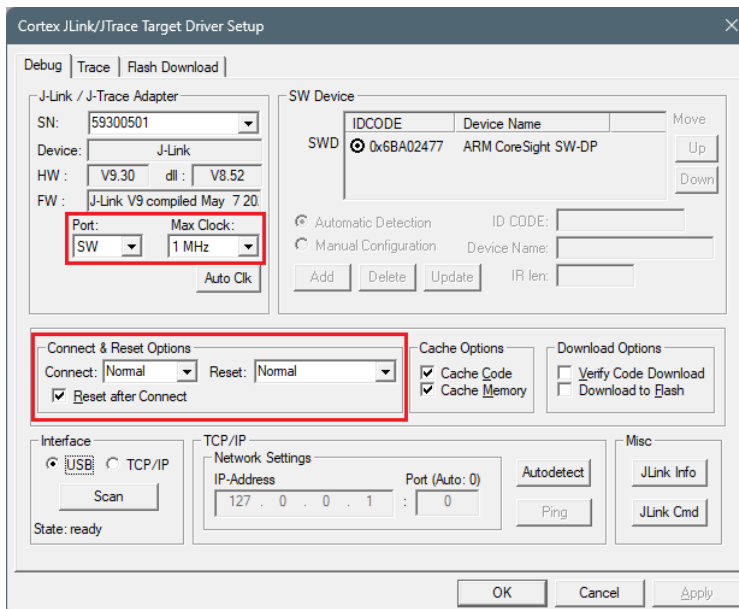 Cortex JLink/JTrace Target Driver Setup
Debug Trace Flash Download
J-Link / J-Trace Adapter
SN: 59300501
Device: J-Link
HW : V9.30 dll : V8.52
FW : J-Link V9 compiled May 7 20
Port: Max Clock:
SW 1 MHz
Auto Clk
SW Device
IDCODE Device Name Move
SWD 0x6BA02477 ARM CoreSight SW-DP Up
Down
Automatic Detection ID CODE:
Manual Configuration Device Name:
Add Delete Update IR len:
Connect & Reset Options
Connect: Normal Reset: Normal
Reset after Connect
Cache Options
Cache Code
Cache Memory
Download Options
Verify Code Download
Download to Flash
Interface
USB TCP/IP
Scan
State: ready
TCP/IP
Network Settings
IP-Address Port (Auto: 0)
127 . 0 . 0 . 1 : 0
Autodetect
Ping
Misc
JLink Info
JLink Cmd
OK Cancel Apply